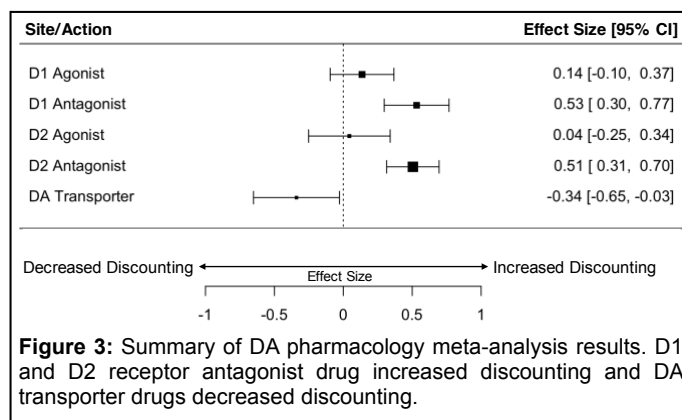 Site/Action Effect Size [95% CI]
D1 Agonist 0.14 [-0.10, 0.37]
D1 Antagonist 0.53 [ 0.30, 0.77]
D2 Agonist 0.04 [-0.25, 0.34]
D2 Antagonist 0.51 [ 0.31, 0.70]
DA Transporter -0.34 [-0.65, -0.03]
Decreased Discounting Effect Size Increased Discounting
-1 -0.5 0 0.5 1
Figure 3: Summary of DA pharmacology meta-analysis results. D1
and D2 receptor antagonist drug increased discounting and DA
transporter drugs decreased discounting.